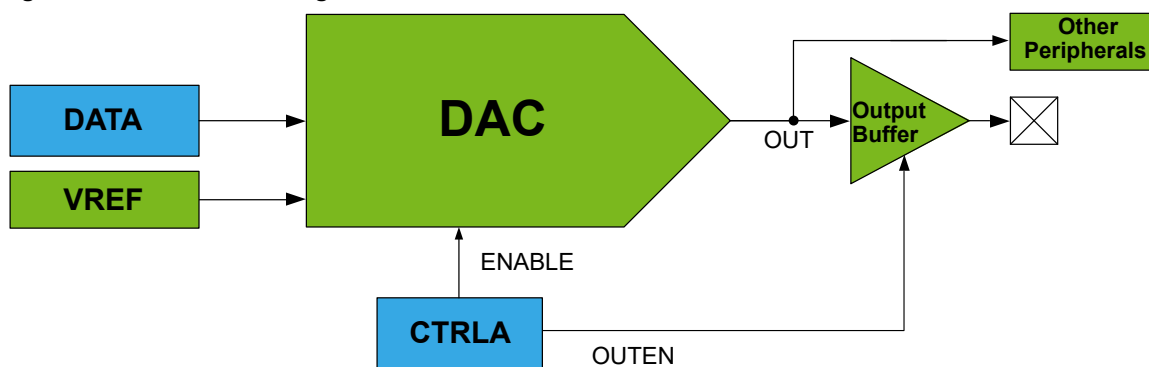 Other
Peripherals
DATA
DAC
Output
Buffer
OUT
VREF
ENABLE
CTRLA
OUTEN